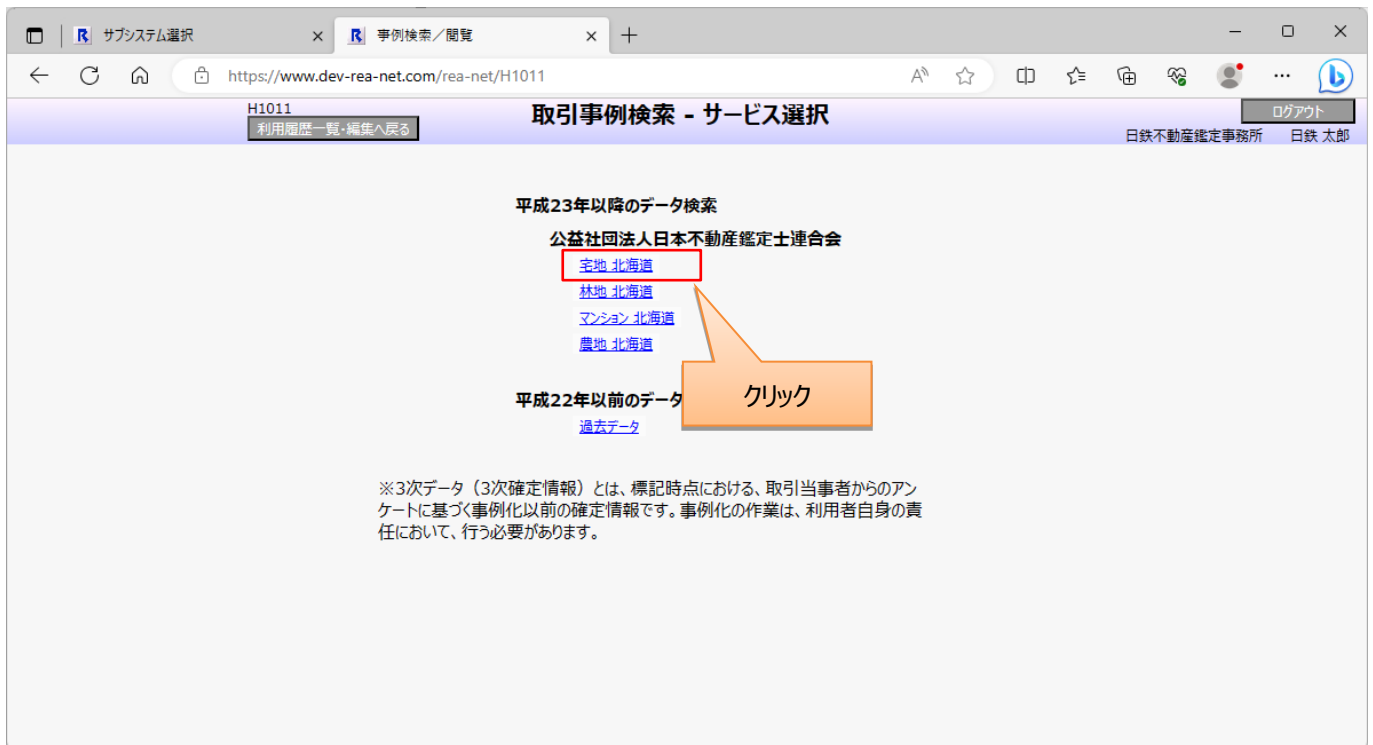 サブシステム選択
事例検索／閲覧
https://www.dev-rea-net.com/rea-net/H1011
H1011
利用履歴一覧・編集へ戻る
取引事例検索 - サービス選択
ログアウト
日鉄不動産鑑定事務所 日鉄 太郎
平成23年以降のデータ検索
公益社団法人日本不動産鑑定士連合会
宅地 北海道
林地 北海道
マンション 北海道
農地 北海道
クリック
平成22年以前のデータ
過去データ
※3次データ（3次確定情報）とは、標記時点における、取引当事者からのアン
ケートに基づく事例化以前の確定情報です。事例化の作業は、利用者自身の責
任において、行う必要があります。